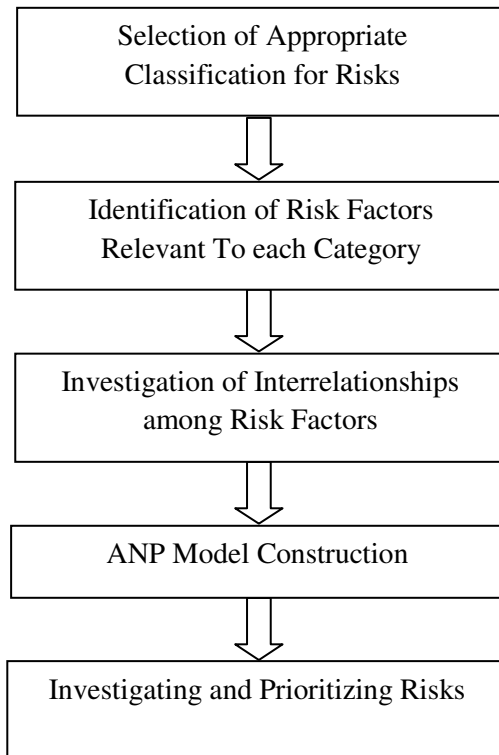 Selection of Appropriate
Classification for Risks
Identification of Risk Factors
Relevant To each Category
Investigation of Interrelationships
among Risk Factors
ANP Model Construction
Investigating and Prioritizing Risks